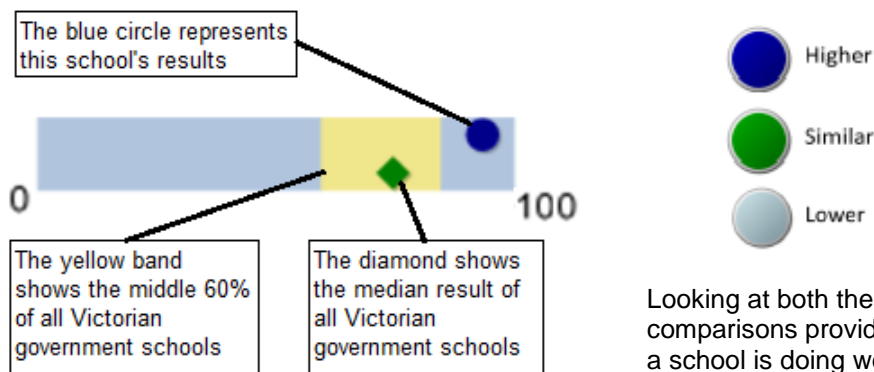 The blue circle represents
this school's results
0
100
The yellow band
shows the middle 60%
of all Victorian
government schools
The diamond shows
the median result of
all Victorian
government schools
Higher
Similar
Lower
Looking at both the
comparisons provid
a school is doing we